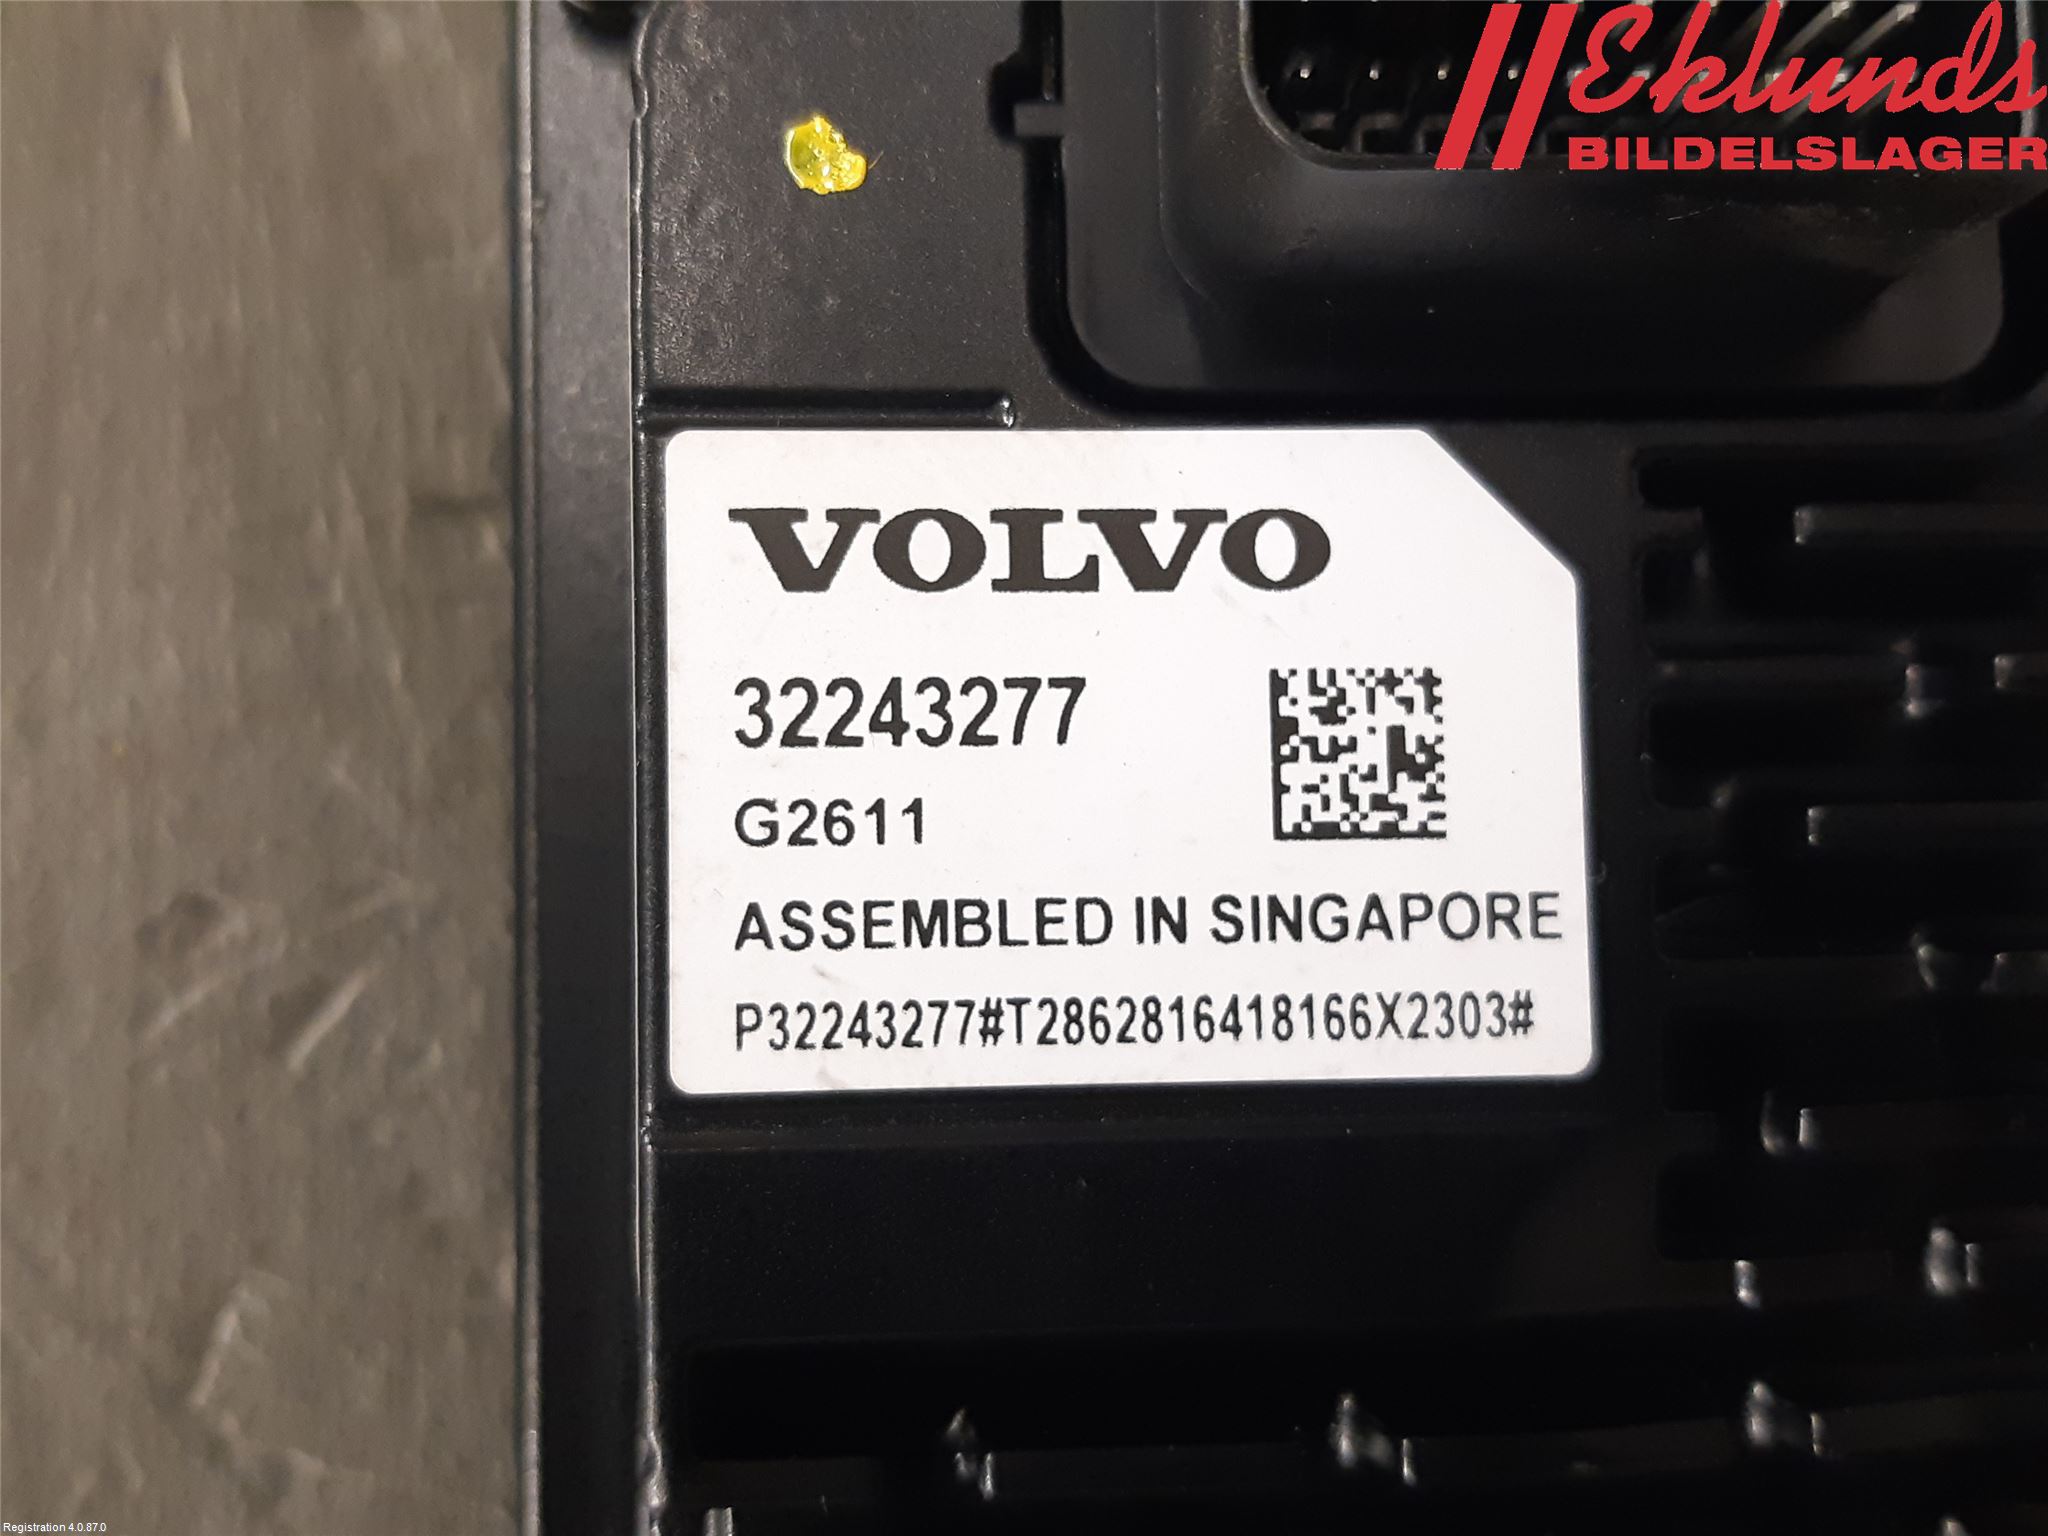 Eklunds
BILDELSLAGER
VOLVO
32243277
G2611
ASSEMBLED IN SINGAPORE
P32243277#T2862816418166X2303#
Registration 4.0.87.0